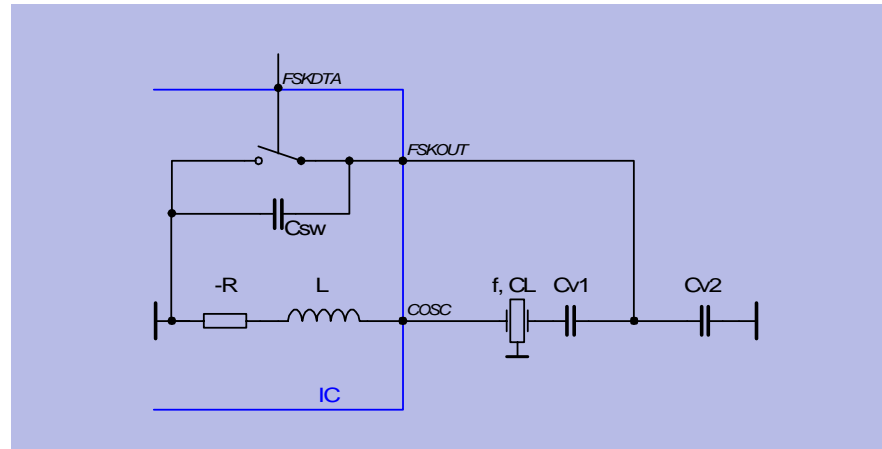 FSKDTA
FSKOUT
Csw
-R L f, CL Cv1 Cv2
COSC
IC